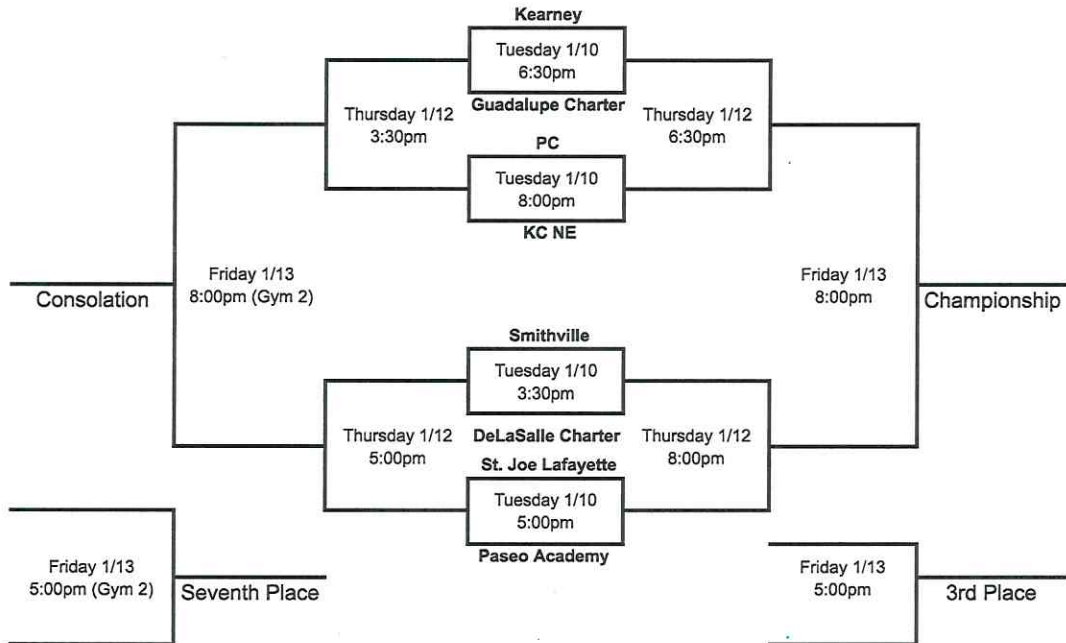 Kearney
Tuesday 1/10
6:30pm
Guadalupe Charter
Thursday 1/12
3:30pm
Thursday 1/12
6:30pm
PC
Tuesday 1/10
8:00pm
KC NE
Friday 1/13
8:00pm (Gym 2)
Consolation
Friday 1/13
8:00pm
Championship
Smithville
Tuesday 1/10
3:30pm
DeLaSalle Charter
Thursday 1/12
5:00pm
Thursday 1/12
8:00pm
St. Joe Lafayette
Tuesday 1/10
5:00pm
Paseo Academy
Friday 1/13
5:00pm (Gym 2)
Seventh Place
Friday 1/13
5:00pm
3rd Place